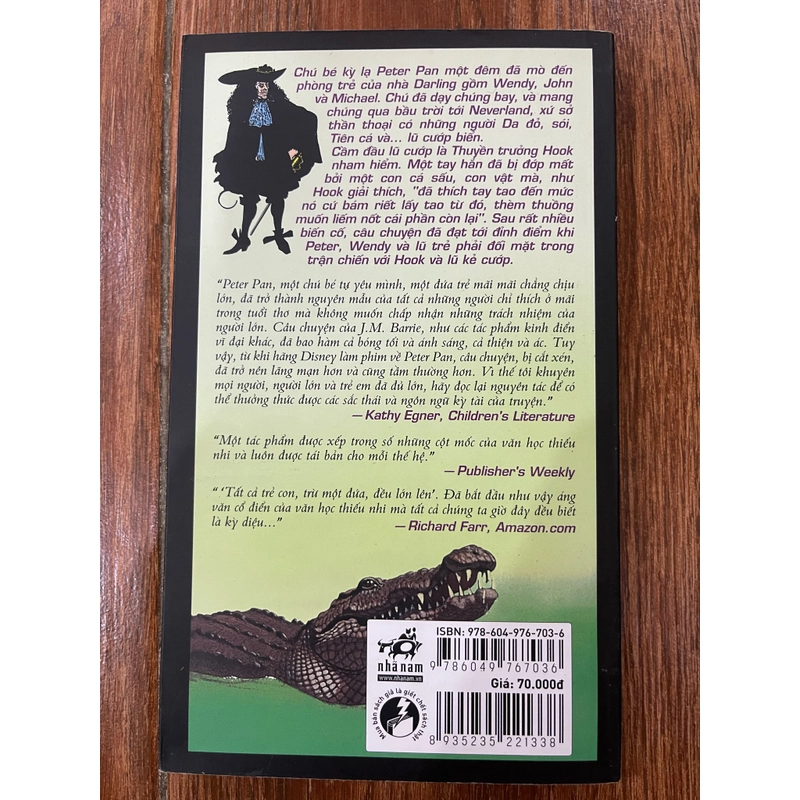 Chú bé kỳ lạ Peter Pan một đêm đã mò đến
phòng trẻ của nhà Darling gồm Wendy, John
và Michael. Chú đã dạy chúng bay, và mang
chúng qua bầu trời tới Neverland, xứ sở
thần thoại có những người Da đỏ, sói,
Tiên cá và... lũ cướp biển.
Cầm đầu lũ cướp là Thuyền trưởng Hook
nham hiểm. Một tay hắn đã bị đớp mất
bởi một con cá sấu, con vật mà, như
Hook giải thích, "đã thích tay tao đến mức
nó cứ bám riết lấy tao từ đó, thèm thuồng
muốn liếm nốt cái phần còn lại". Sau rất nhiều
biến cố, câu chuyện đã đạt tới đỉnh điểm khi
Peter, Wendy và lũ trẻ phải đối mặt trong
trận chiến với Hook và lũ kẻ cướp.
“Peter Pan, một chú bé tự yêu mình, một đứa trẻ mãi mãi chẳng chịu
lớn, đã trở thành nguyên mẫu của tất cả những người chỉ thích ở mãi
trong tuổi thơ mà không muốn chấp nhận những trách nhiệm của
người lớn. Câu chuyện của J.M. Barrie, như các tác phẩm kinh điển
vĩ đại khác, đã bao hàm cả bóng tối và ánh sáng, cả thiện và ác. Tuy
vậy, từ khi hãng Disney làm phim về Peter Pan, câu chuyện, bị cắt xén,
đã trở nên lãng mạn hơn và cũng tầm thường hơn. Vì thế tôi khuyên
mọi người, người lớn và trẻ em đã đủ lớn, hãy đọc lại nguyên tác để có
thể thưởng thức được các sắc thái và ngôn ngữ kỳ tài của truyện.”
— Kathy Egner, Children's Literature
“Một tác phẩm được xếp trong số những cột mốc của văn học thiếu
nhi và luôn được tái bản cho mỗi thế hệ.”
— Publisher's Weekly
“ ‘Tất cả trẻ con, trừ một đứa, đều lớn lên’. Đã bắt đầu như vậy áng
văn cổ điển của văn học thiếu nhi mà tất cả chúng ta giờ đây đều biết
là kỳ diệu...”
— Richard Farr, Amazon.com
ISBN: 978-604-976-703-6
nhã nam
www.nhanam.vn
9 786049 767036
Giá: 70.000đ
Mua bán sách giả là giết chết sách thật
8 935235 221338